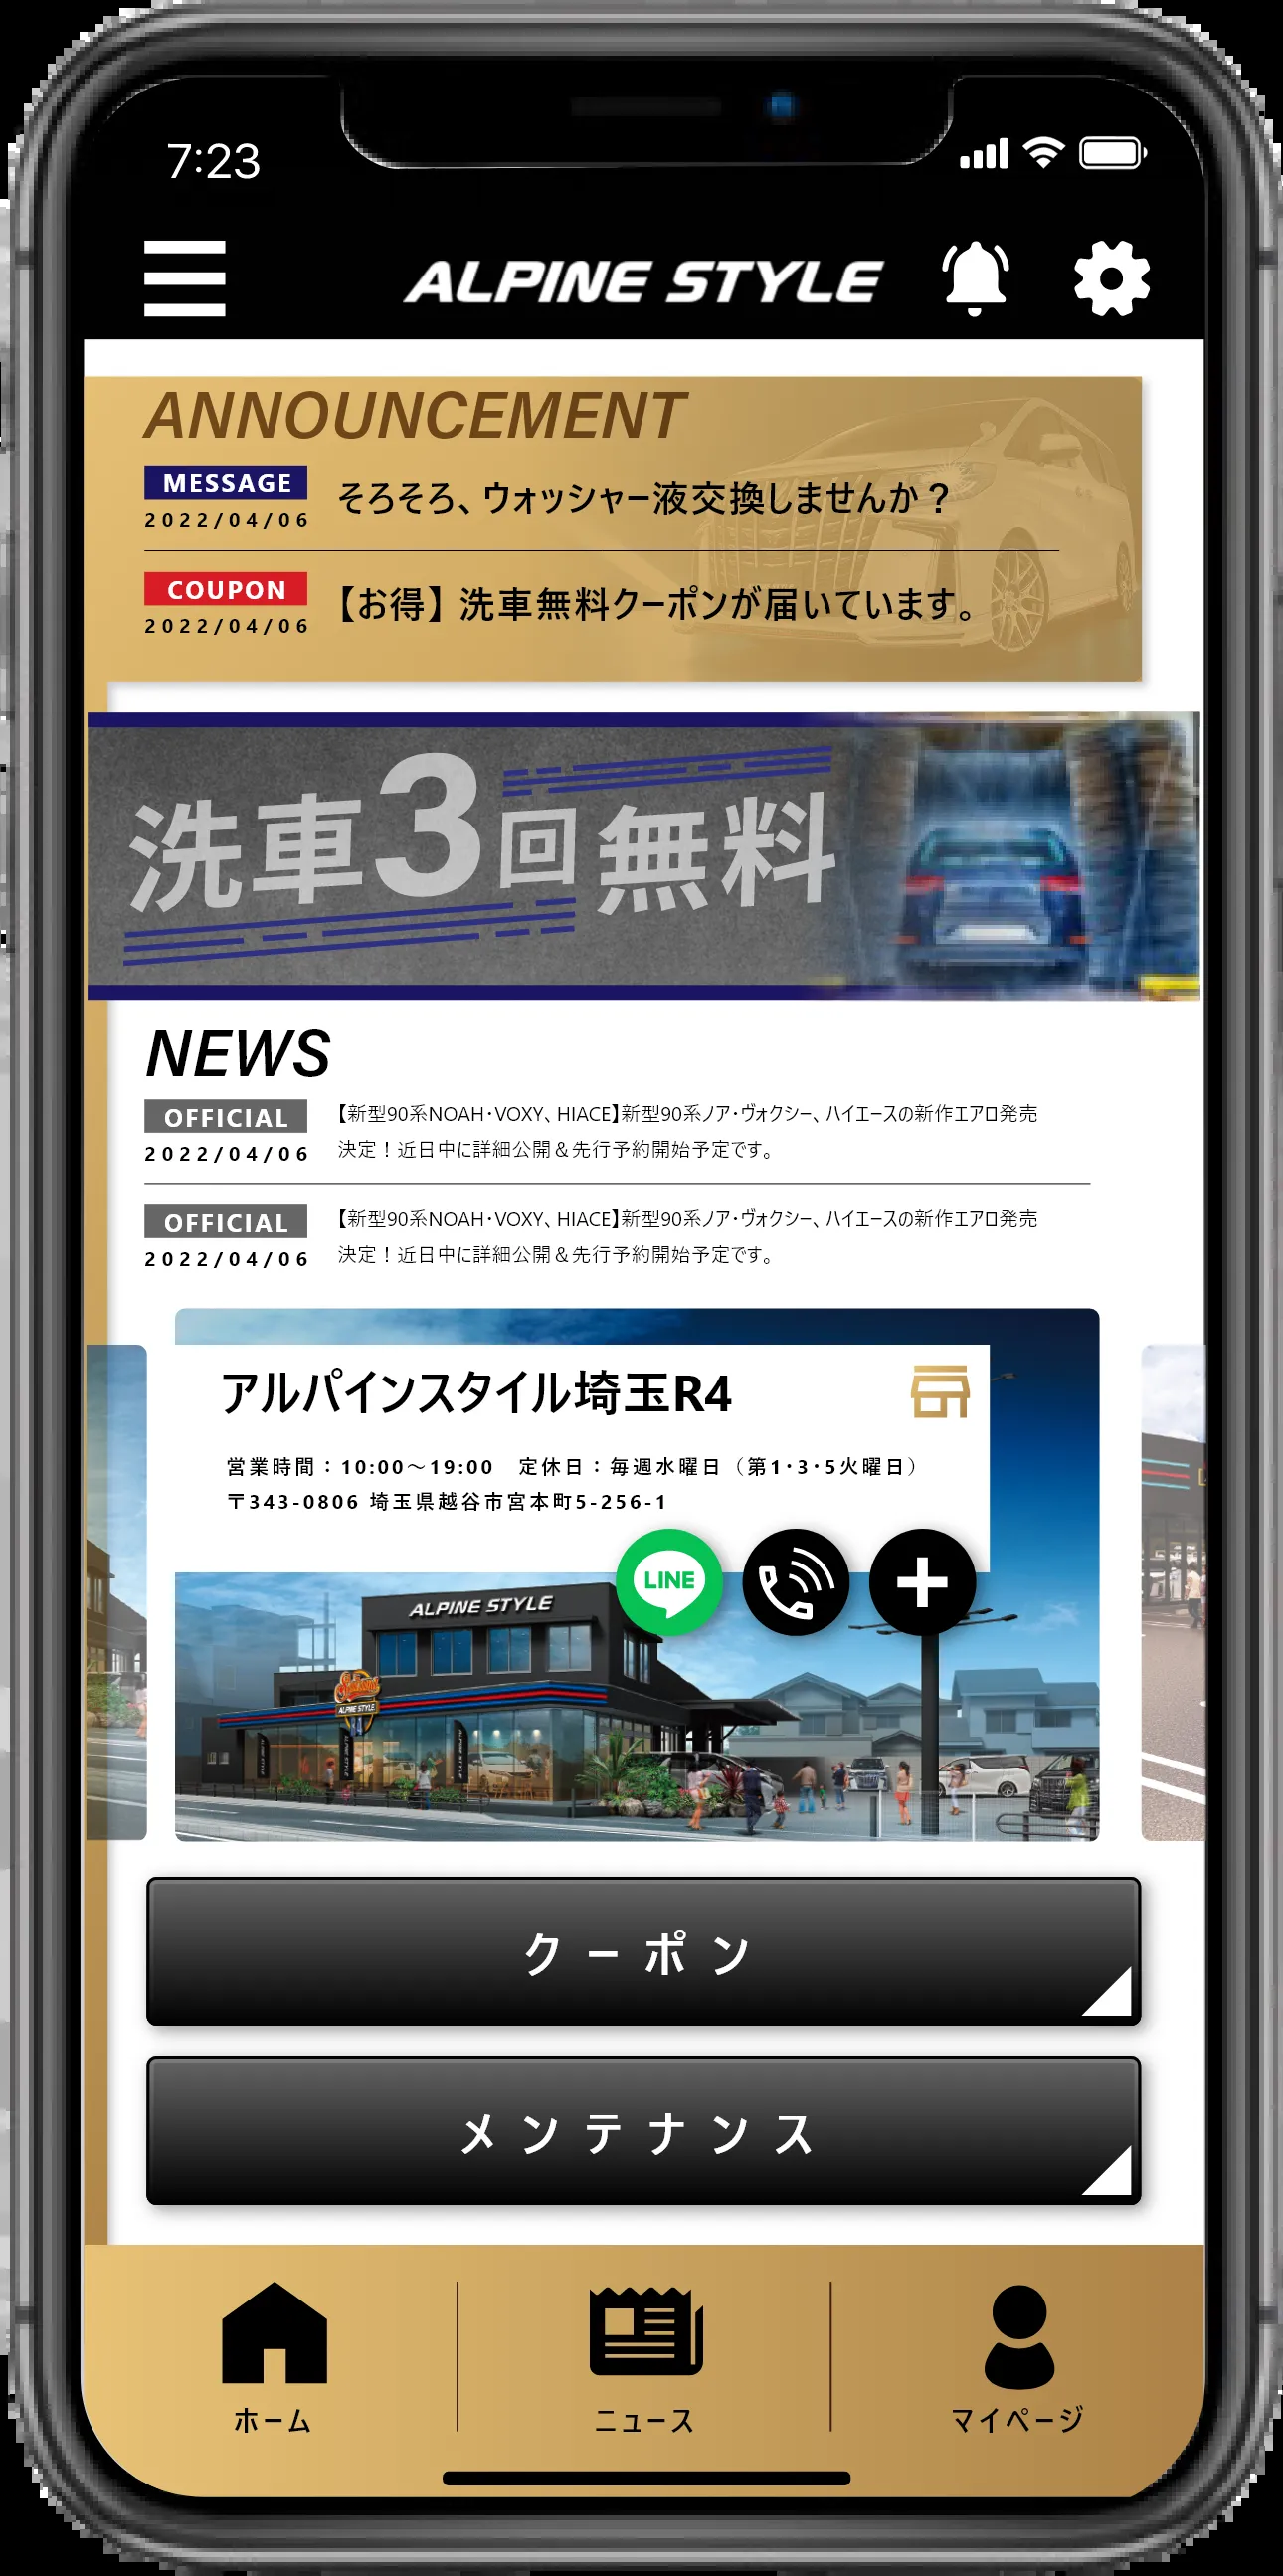 7:23
ALPINE STYLE
ANNOUNCEMENT
MESSAGE
2022/04/06
そろそろ、ウォッシャー液交換しませんか？
COUPON
2022/04/06
【お得】洗車無料クーポンが届いています。
洗車3回無料
NEWS
OFFICIAL
2022/04/06
【新型90系NOAH･VOXY、HIACE】新型90系ノア･ヴォクシー、ハイエースの新作エアロ発売
決定！近日中に詳細公開＆先行予約開始予定です。
OFFICIAL
2022/04/06
【新型90系NOAH･VOXY、HIACE】新型90系ノア･ヴォクシー、ハイエースの新作エアロ発売
決定！近日中に詳細公開＆先行予約開始予定です。
アルパインスタイル埼玉R4
営業時間：10:00～19:00　定休日：毎週水曜日（第1･3･5火曜日）
〒343-0806 埼玉県越谷市宮本町5-256-1
LINE
ALPINE STYLE
ALPINE STYLE
クーポン
メンテナンス
ホーム
ニュース
マイページ